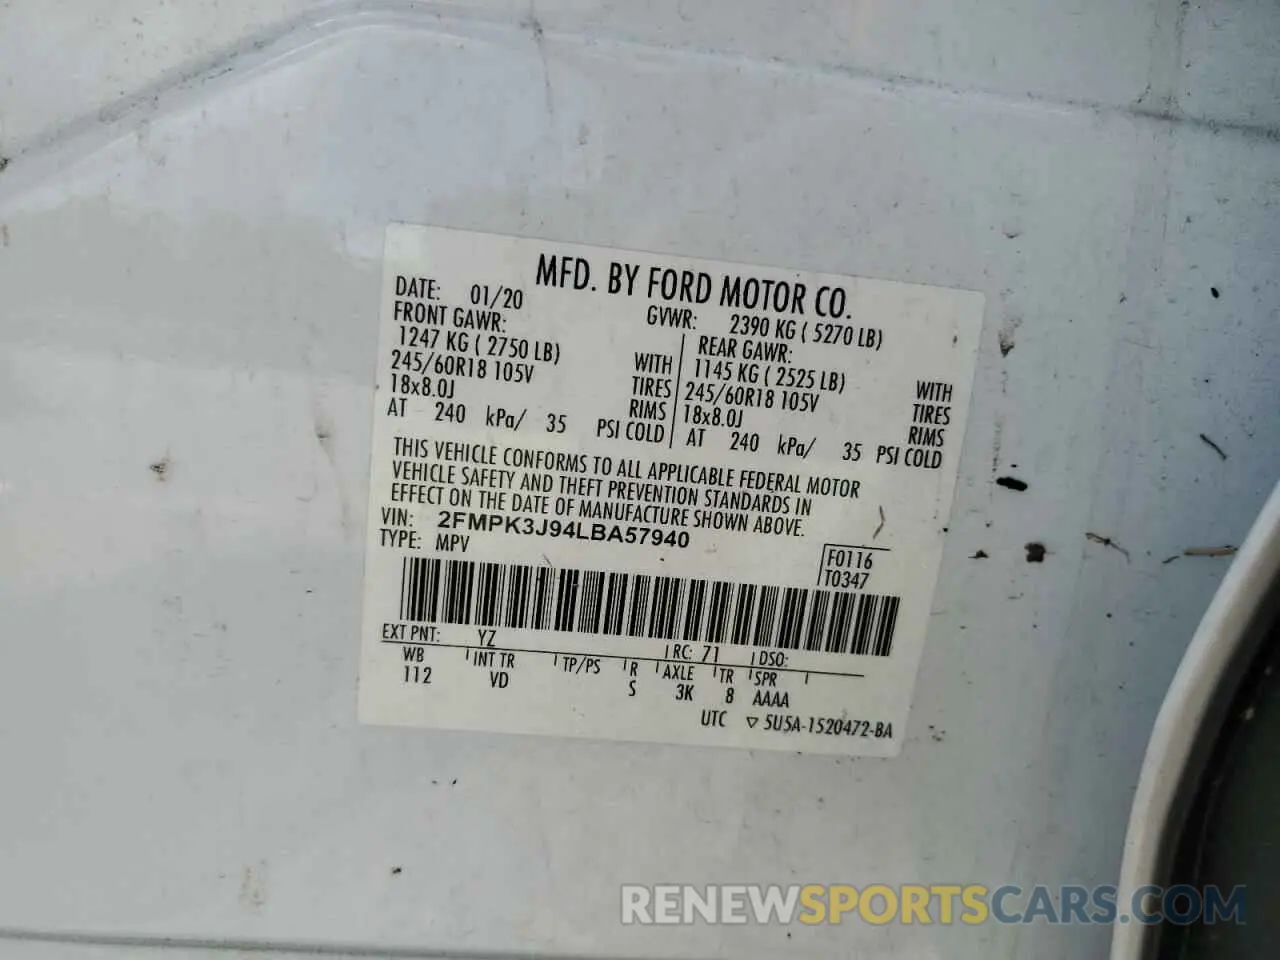 MFD. BY FORD MOTOR CO.
DATE: 01/20 GVWR: 2390 KG ( 5270 LB)
FRONT GAWR: REAR GAWR:
1247 KG ( 2750 LB) WITH 1145 KG ( 2525 LB) WITH
245/60R18 105V TIRES 245/60R18 105V TIRES
18x8.0J RIMS 18x8.0J RIMS
AT 240 kPa/ 35 PSI COLD AT 240 kPa/ 35 PSI COLD
THIS VEHICLE CONFORMS TO ALL APPLICABLE FEDERAL MOTOR
VEHICLE SAFETY AND THEFT PREVENTION STANDARDS IN
EFFECT ON THE DATE OF MANUFACTURE SHOWN ABOVE.
VIN: 2FMPK3J94LBA57940
TYPE: MPV
F0116
T0347
EXT PNT: YZ RC: 71 DSO:
WB INT TR TP/PS R AXLE TR SPR
112 VD S 3K 8 AAAA
UTC ▽ 5U5A-1520472-BA
RENEWSPORTSCARS.COM